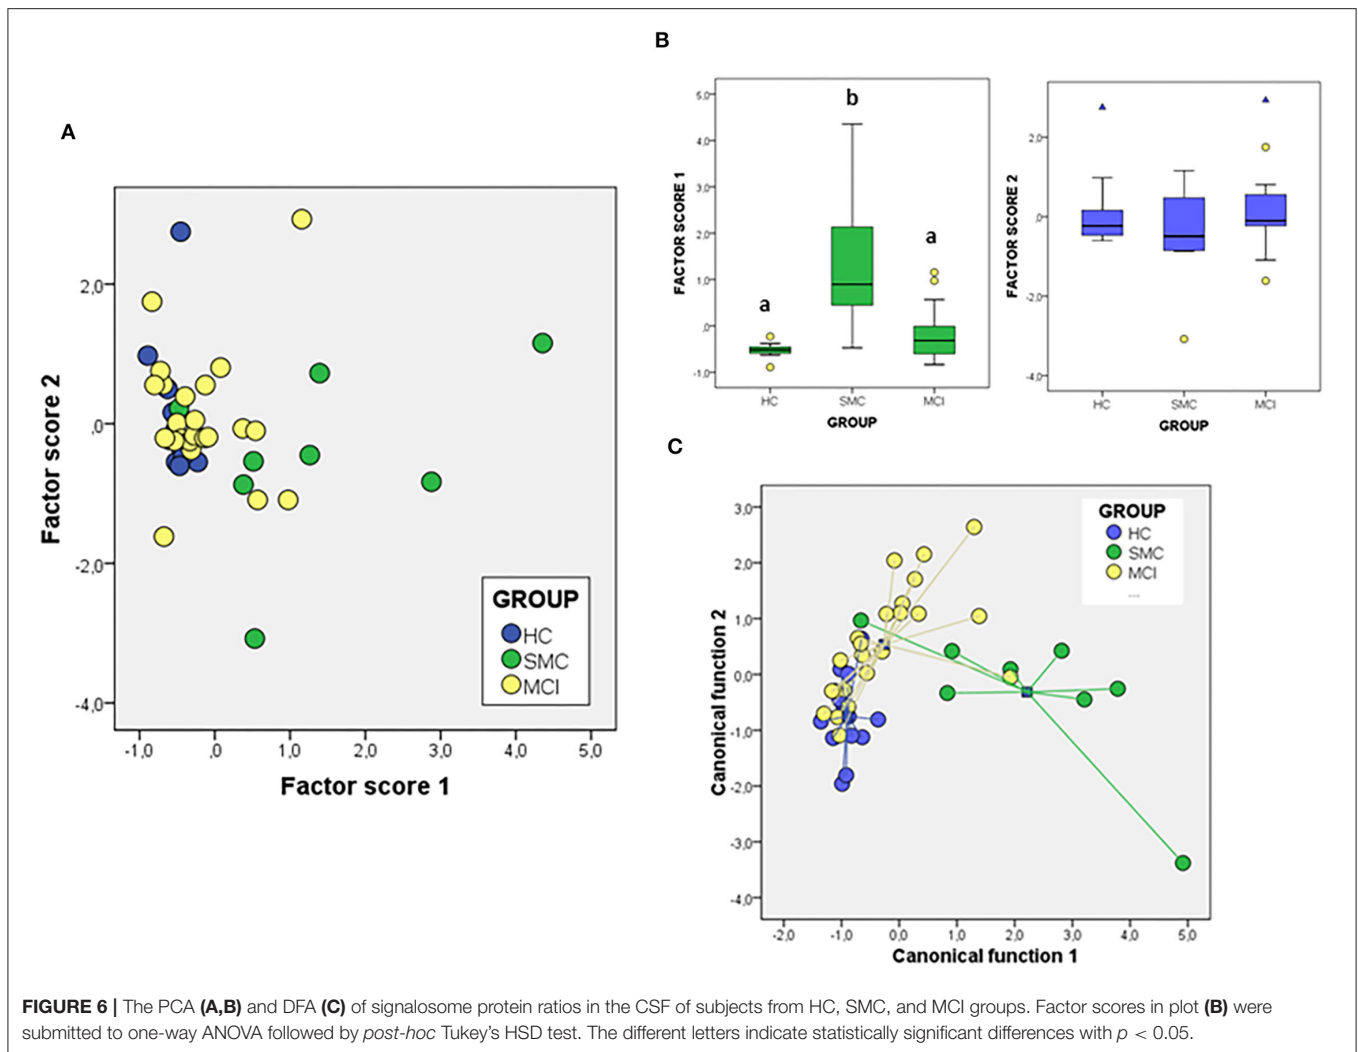 A
Factor score 2
2,0
,0
-2,0
-4,0
-1,0 ,0 1,0 2,0 3,0 4,0 5,0
Factor score 1
GROUP
HC
SMC
MCI
B
FACTOR SCORE 1
5,0
4,0
3,0
2,0
1,0
,0
-1,0
a
b
a
HC SMC MCI
GROUP
FACTOR SCORE 2
2,0
,0
-2,0
-4,0
HC SMC MCI
GROUP
C
Canonical function 2
3,0
2,0
1,0
0,0
-1,0
-2,0
-3,0
-4,0
-2,0 -1,0 0,0 1,0 2,0 3,0 4,0 5,0
Canonical function 1
GROUP
HC
SMC
MCI
...
FIGURE 6 | The PCA (A,B) and DFA (C) of signalosome protein ratios in the CSF of subjects from HC, SMC, and MCI groups. Factor scores in plot (B) were
submitted to one-way ANOVA followed by post-hoc Tukey's HSD test. The different letters indicate statistically significant differences with p < 0.05.